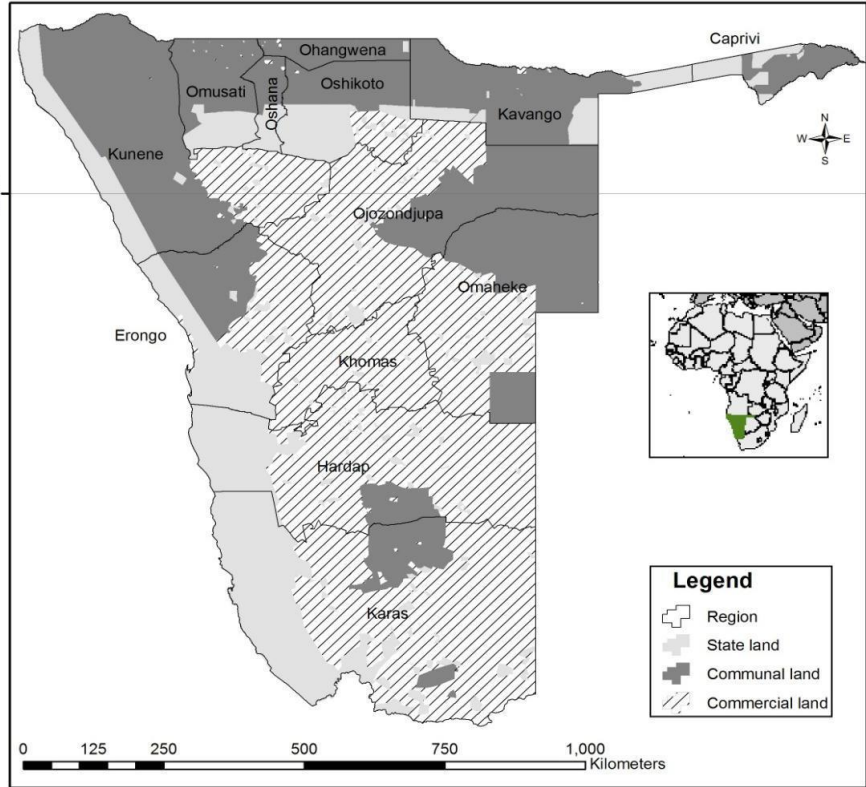 Caprivi
Ohangwena
Omusati
Oshana
Oshikoto
Kavango
N
W E
S
Kunene
Ojozondjupa
Omaheke
Erongo
Khomas
Hardap
Karas
Legend
Region
State land
Communal land
Commercial land
0 125 250 500 750 1,000
Kilometers